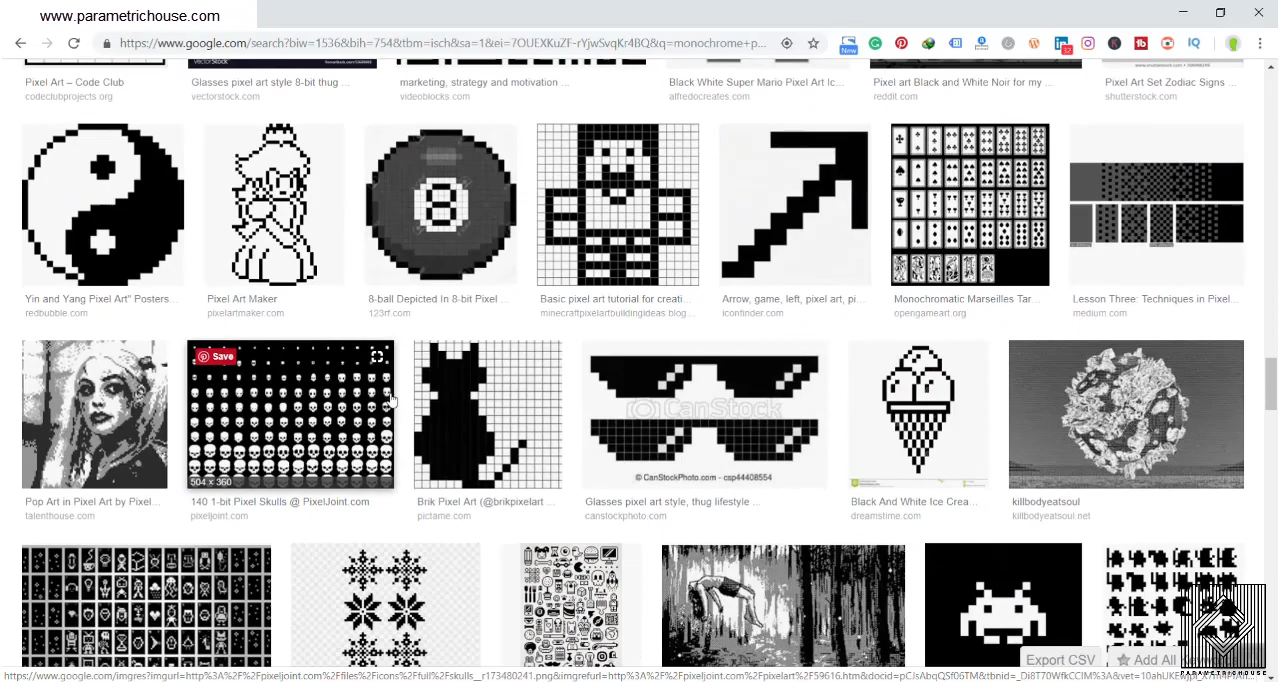 www.parametrichouse.com
https://www.google.com/search?biw=1536&bih=754&tbm=isch&sa=1&ei=7OUEXKuZF-rYjwSvqKr4BQ&q=monochrome+p...
New
32
Pixel Art – Code Club
Glasses pixel art style 8-bit thug ...
marketing, strategy and motivation ...
Black White Super Mario Pixel Art Ic...
Pixel art Black and White Noir for my ...
Pixel Art Set Zodiac Signs ...
codeclubprojects.org
vectorstock.com
videoblocks.com
alfredocreates.com
reddit.com
shutterstock.com
8
Yin and Yang Pixel Art" Posters...
Pixel Art Maker
8-ball Depicted In 8-bit Pixel ...
Basic pixel art tutorial for creati...
Arrow, game, left, pixel art, pi...
Monochromatic Marseilles Tar...
Lesson Three: Techniques in Pixel...
redbubble.com
pixelartmaker.com
123rf.com
minecraftpixelartbuildingideas.blog...
iconfinder.com
opengameart.org
medium.com
Save
504 × 360
CanStock
© CanStockPhoto.com - csp44408554
Pop Art in Pixel Art by Pixel...
140 1-bit Pixel Skulls @ PixelJoint.com
Brik Pixel Art (@brikpixelart ...
Glasses pixel art style, thug lifestyle ...
Black And White Ice Crea...
killbodyeatsoul
talenthouse.com
pixeljoint.com
pictame.com
canstockphoto.com
dreamstime.com
killbodyeatsoul.net
Export CSV
Add All
PARAMETRICHOUSE